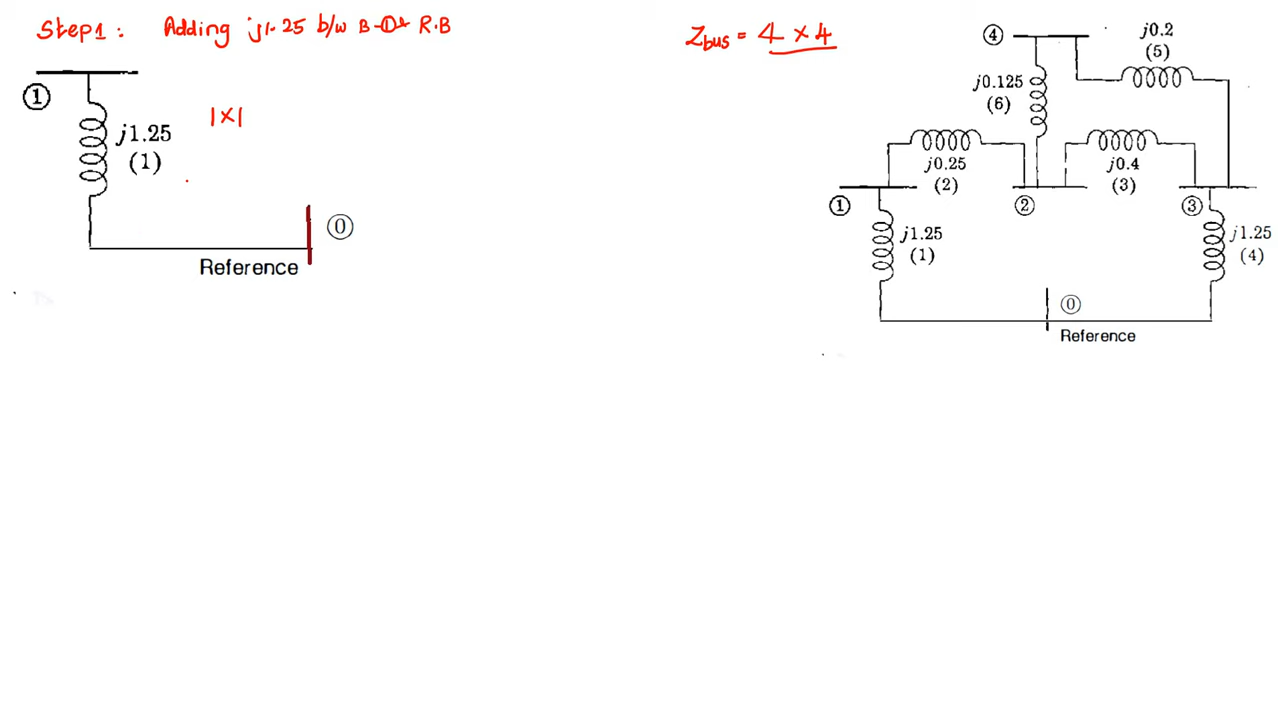 Step1 : Adding j1.25 b/w B-① & R.B
①
1×1
j1.25
(1)
⓪
Reference
Zbus = 4 × 4
④
j0.2
(5)
j0.125
(6)
j0.25
(2)
j0.4
(3)
①
②
③
j1.25
(1)
j1.25
(4)
⓪
Reference